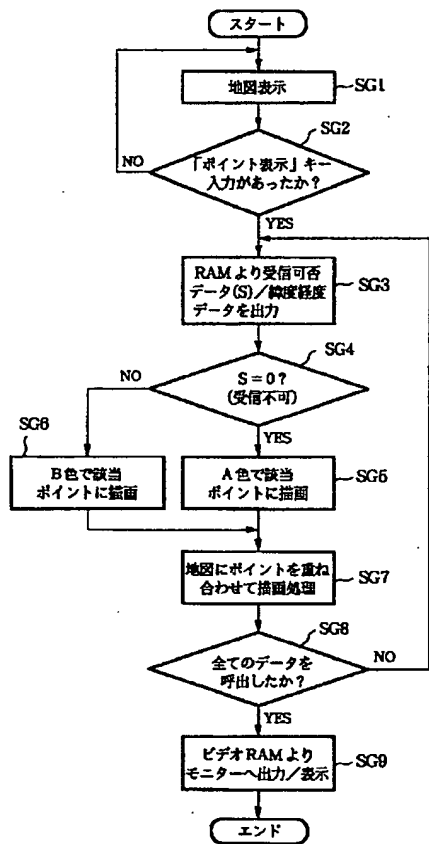 スタート
地図表示
SG1
SG2
「ポイント表示」キー
入力があったか?
NO
YES
RAMより受信可否
データ(S)/緯度経度
データを出力
SG3
SG4
S=0?
(受信不可)
NO
YES
SG6
B色で該当
ポイントに描画
A色で該当
ポイントに描画
SG5
地図にポイントを重ね
合わせて描画処理
SG7
SG8
全てのデータを
呼出したか?
NO
YES
ビデオRAMより
モニターへ出力/表示
SG9
エンド